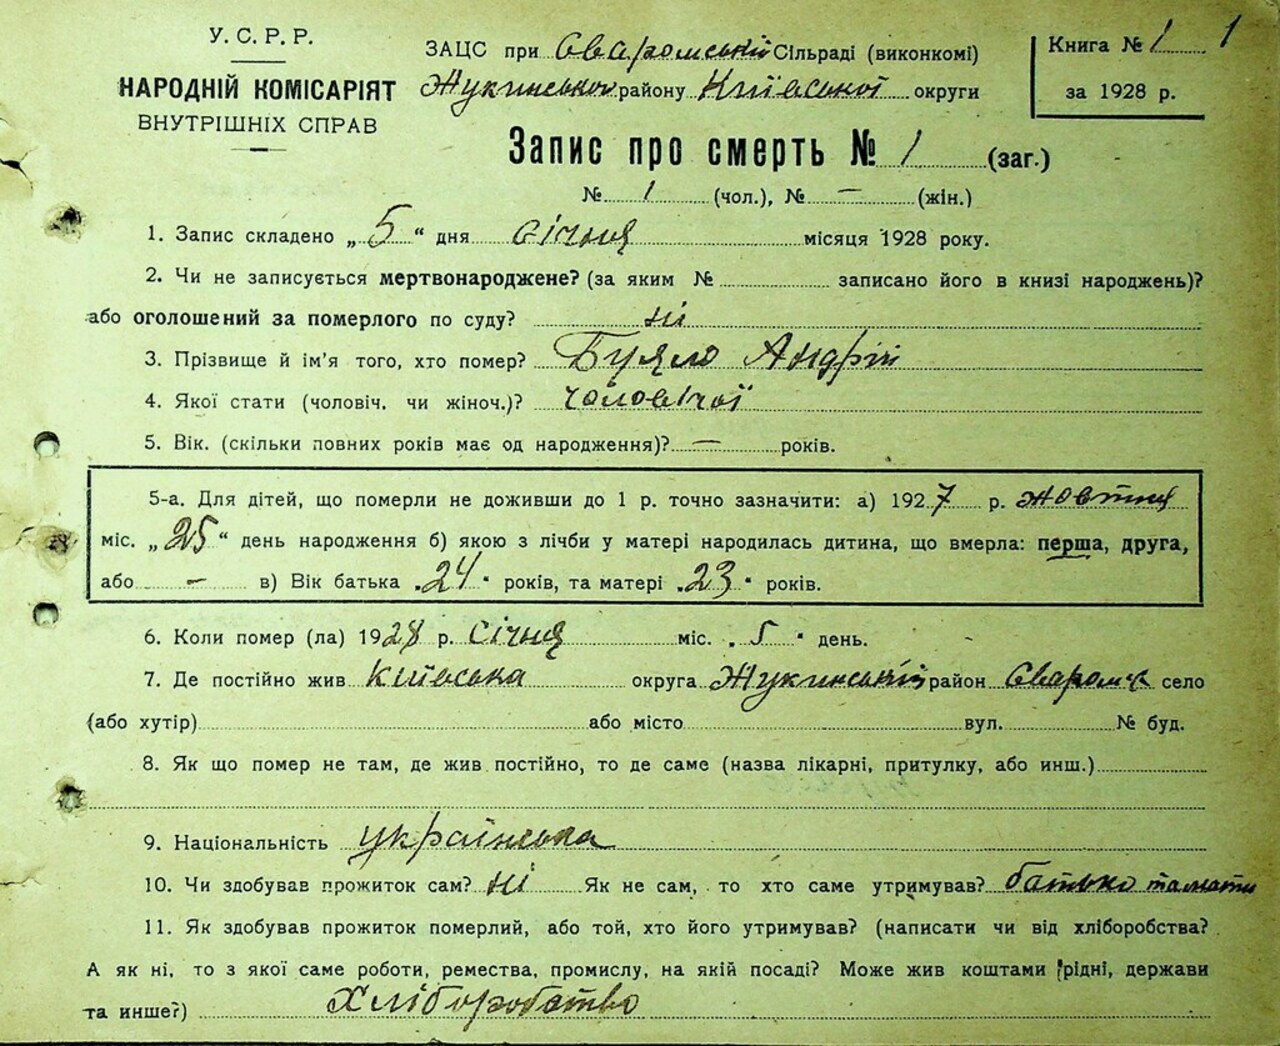 У. С. Р. Р.
НАРОДНІЙ КОМІСАРІЯТ
ВНУТРІШНІХ СПРАВ
ЗАЦС при Сваромській Сільраді (виконкомі)
Жукинського району Київської округи
Книга № 1 1
за 1928 р.
Запис про смерть № 1 (заг.)
№ 1 (чол.), № — (жін.)
1. Запис складено „5“ дня січня місяця 1928 року.
2. Чи не записується мертвонароджене? (за яким № записано його в книзі народжень)?
або оголошений за померлого по суду? ні
3. Прізвище й ім'я того, хто помер? Буяло Андрій
4. Якої стати (чоловіч. чи жіноч.)? чоловічої
5. Вік. (скільки повних років має од народження)? — років.
5-а. Для дітей, що померли не доживши до 1 р. точно зазначити: а) 1927 р. жовтня
міс. „25“ день народження б) якою з лічби у матері народилась дитина, що вмерла: перша, друга,
або — в) Вік батька „24“ років, та матері „23“ років.
6. Коли помер (ла) 1928 р. січня міс. „5“ день.
7. Де постійно жив Київська округа Жукинський район Сваромъ село
(або хутір) або місто вул. № буд.
8. Як що помер не там, де жив постійно, то де саме (назва лікарні, притулку, або инш.)
9. Національність українська
10. Чи здобував прожиток сам? ні Як не сам, то хто саме утримував? батько та мати
11. Як здобував прожиток померлий, або той, хто його утримував? (написати чи від хліборобства?
А як ні, то з якої саме роботи, ремества, промислу, на якій посаді? Може жив коштами рідні, держави
та инше?) Хліборобство